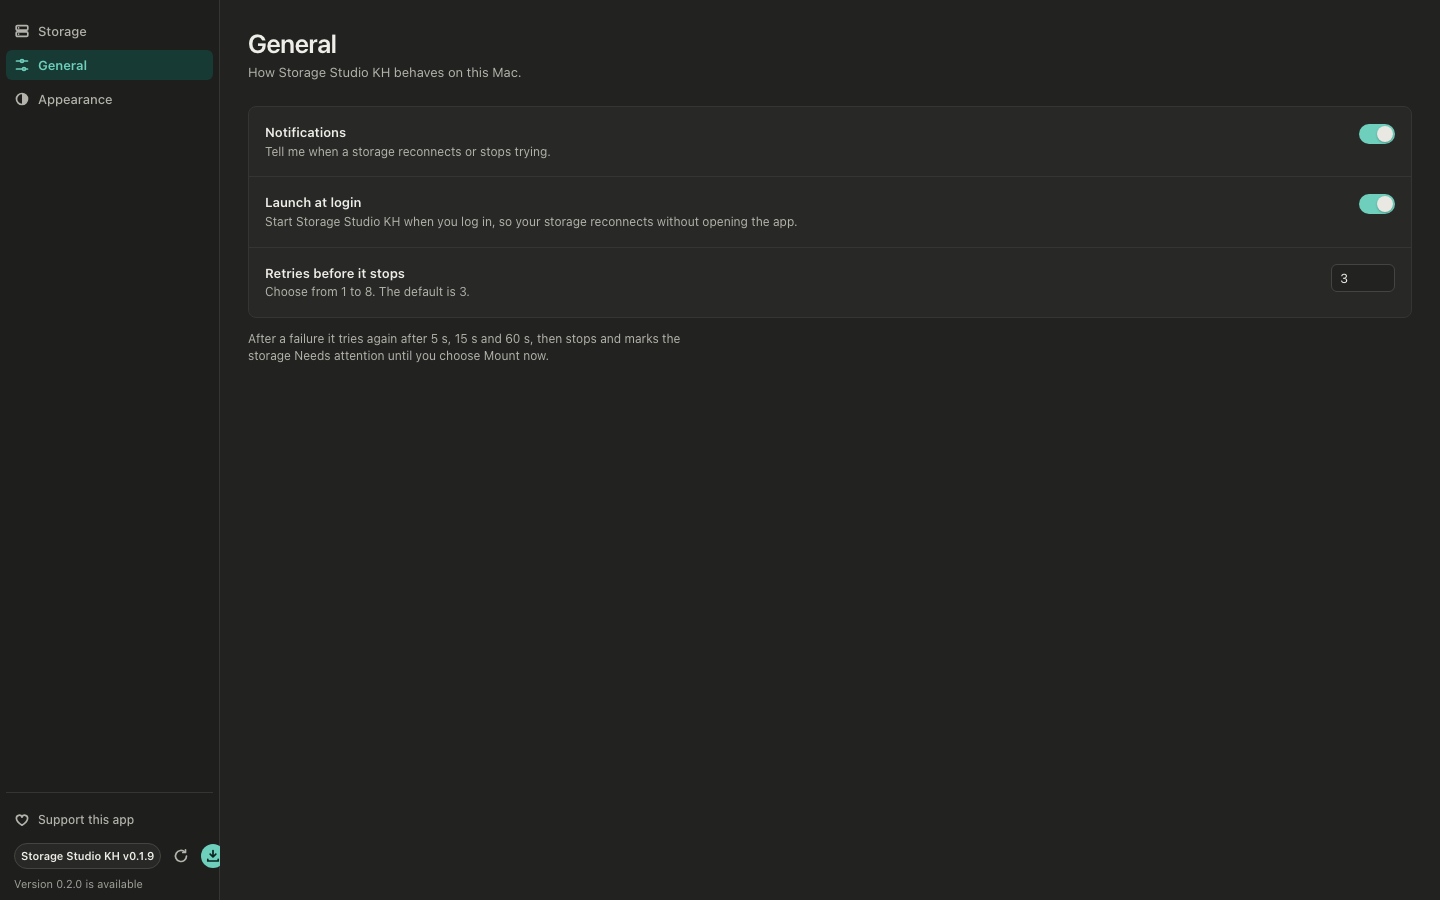 Storage
General
Appearance
Support this app
Storage Studio KH v0.1.9
Version 0.2.0 is available
General
How Storage Studio KH behaves on this Mac.
Notifications
Tell me when a storage reconnects or stops trying.
Launch at login
Start Storage Studio KH when you log in, so your storage reconnects without opening the app.
Retries before it stops
Choose from 1 to 8. The default is 3.
3
After a failure it tries again after 5 s, 15 s and 60 s, then stops and marks the
storage Needs attention until you choose Mount now.